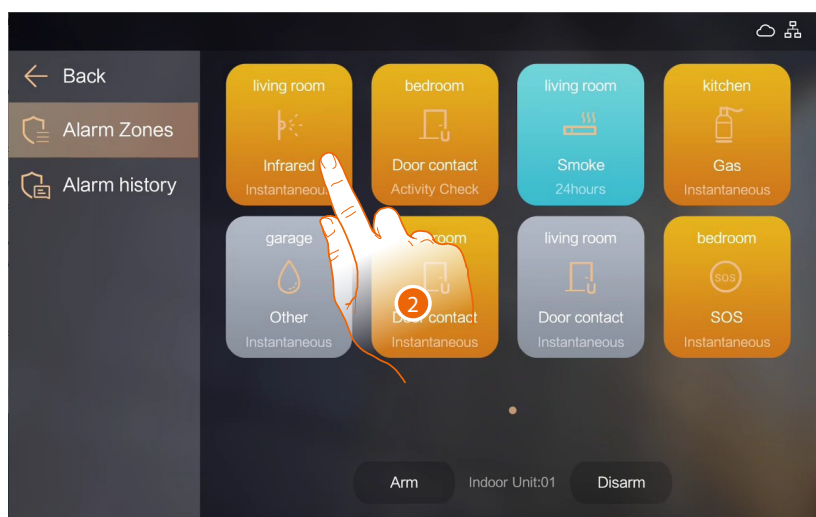 Back
Alarm Zones
Alarm history
living room
Infrared
Instantaneous
bedroom
Door contact
Activity Check
living room
Smoke
24hours
kitchen
Gas
Instantaneous
garage
Other
Instantaneous
room
Door contact
Instantaneous
living room
Door contact
Instantaneous
bedroom
SOS
SOS
Instantaneous
2
Arm
Indoor Unit:01
Disarm